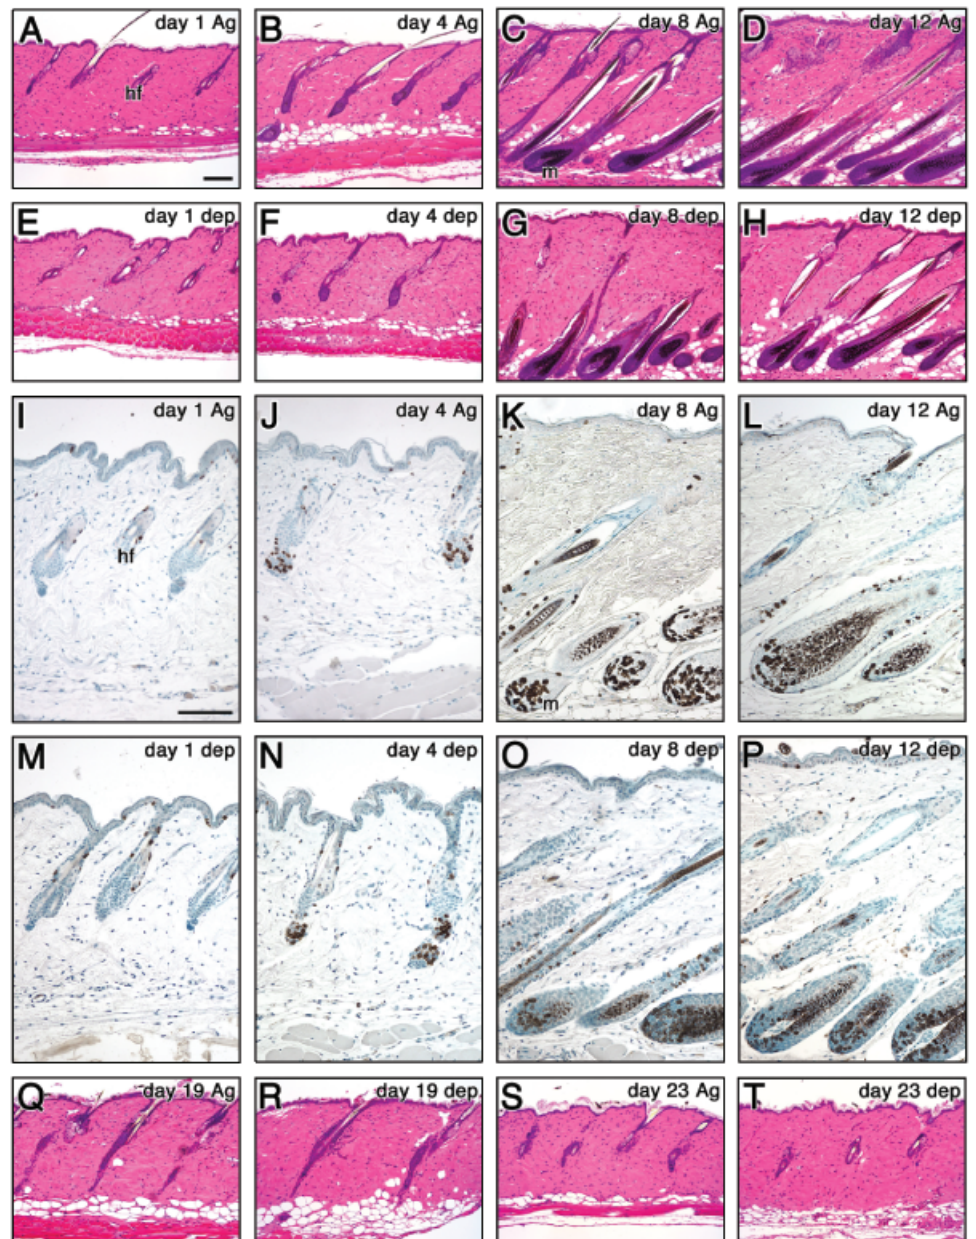 A day 1 Ag
hf
B day 4 Ag
C day 8 Ag
m
D day 12 Ag
E day 1 dep
F day 4 dep
G day 8 dep
H day 12 dep
I day 1 Ag
hf
J day 4 Ag
K day 8 Ag
m
L day 12 Ag
M day 1 dep
N day 4 dep
O day 8 dep
P day 12 dep
Q day 19 Ag
R day 19 dep
S day 23 Ag
T day 23 dep